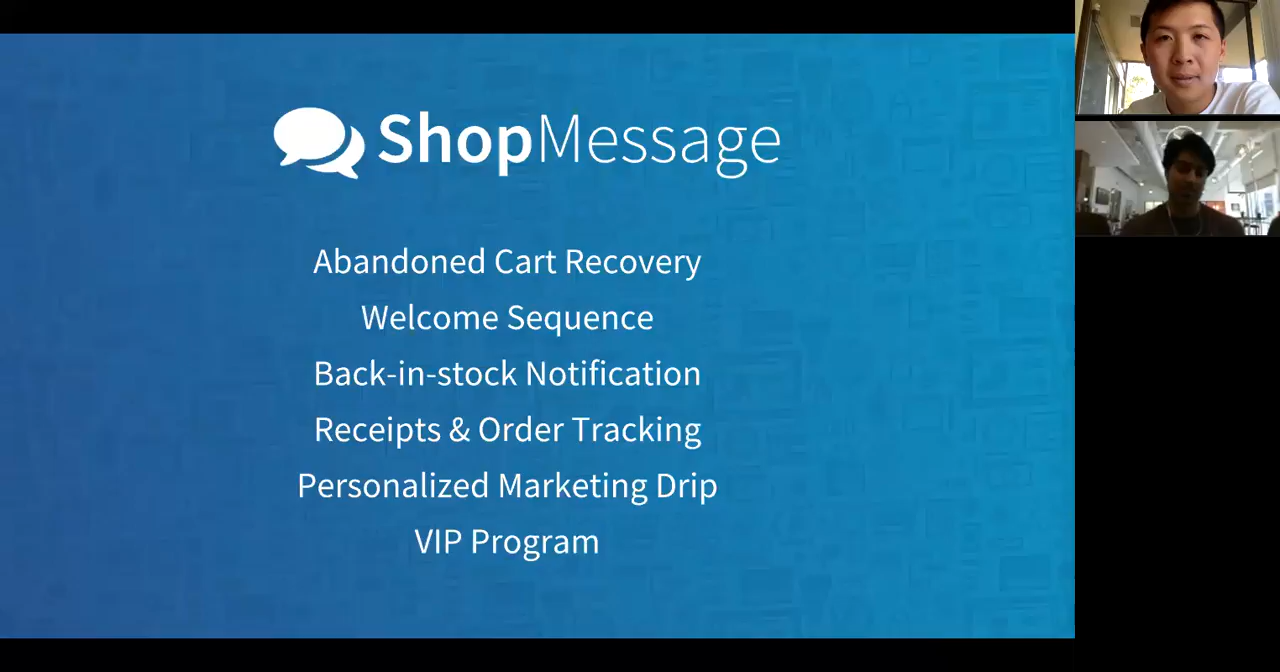 ShopMessage
Abandoned Cart Recovery
Welcome Sequence
Back-in-stock Notification
Receipts & Order Tracking
Personalized Marketing Drip
VIP Program